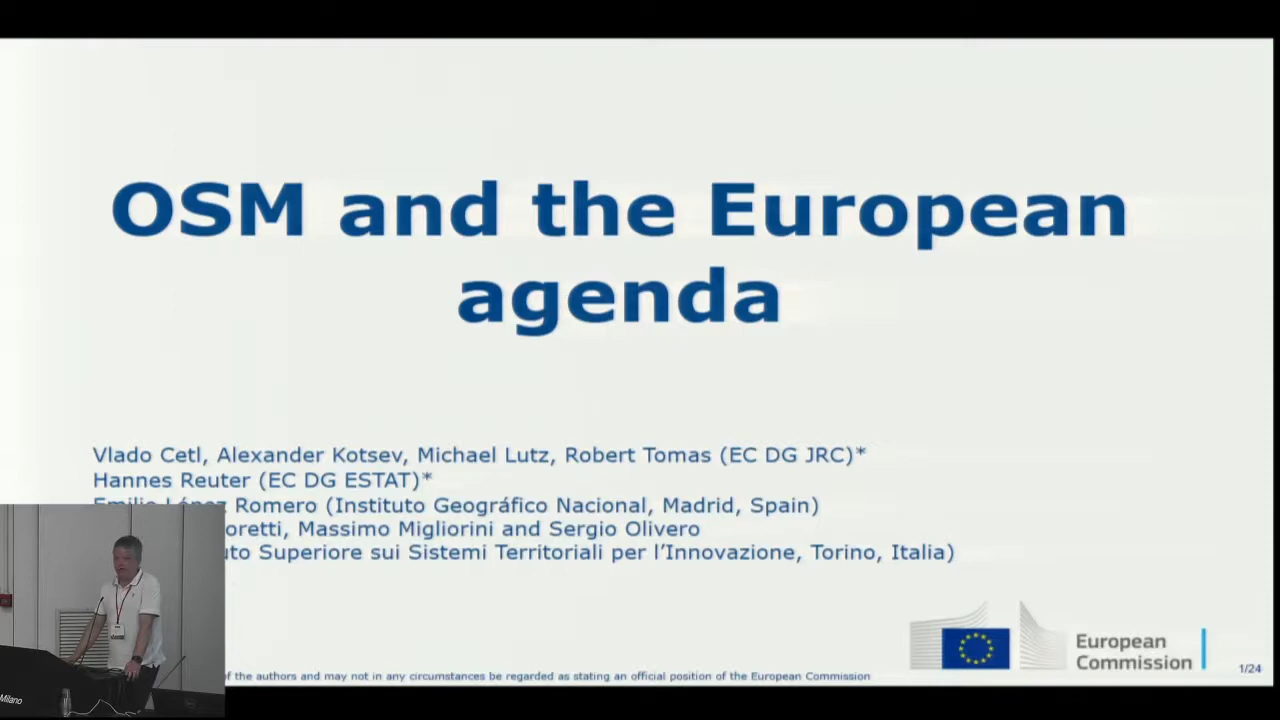 OSM and the European
agenda
Vlado Cetl, Alexander Kotsev, Michael Lutz, Robert Tomas (EC DG JRC)*
Hannes Reuter (EC DG ESTAT)*
Emilio López Romero (Instituto Geográfico Nacional, Madrid, Spain)
oretti, Massimo Migliorini and Sergio Olivero
uto Superiore sui Sistemi Territoriali per l'Innovazione, Torino, Italia)
European
Commission
of the authors and may not in any circumstances be regarded as stating an official position of the European Commission
1/24
Milano